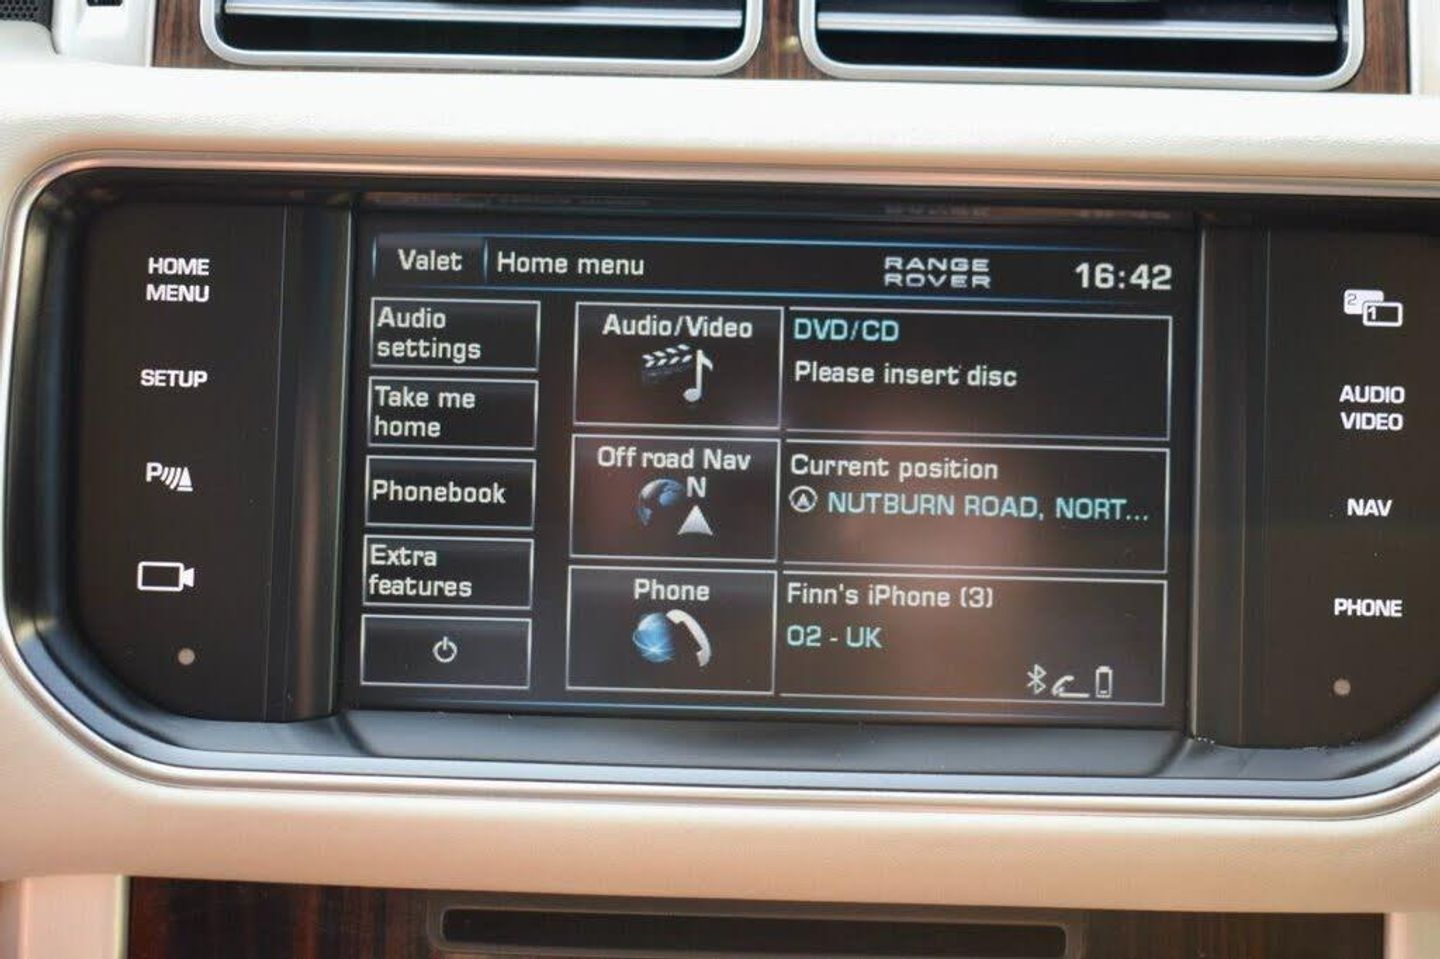 HOME
MENU
SETUP
P
Valet
Home menu
RANGE
ROVER
16:42
Audio
settings
Take me
home
Phonebook
Extra
features
Audio/Video
DVD/CD
Please insert disc
Off road Nav
N
Current position
NUTBURN ROAD, NORT...
Phone
Finn's iPhone (3)
O2 - UK
2
1
AUDIO
VIDEO
NAV
PHONE